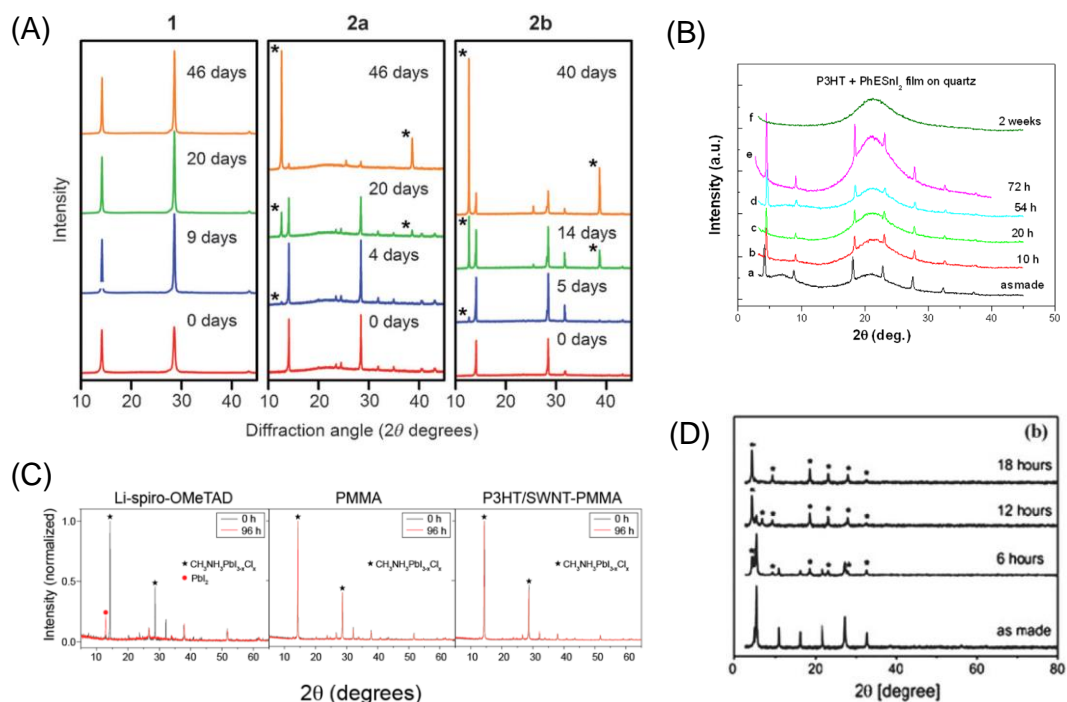 (A)
1
2a
2b
46 days
20 days
9 days
0 days
46 days
20 days
4 days
0 days
40 days
14 days
5 days
0 days
*
*
*
*
*
*
*
*
*
*
Intensity
10 20 30 40
10 20 30 40
10 20 30 40
Diffraction angle (2θ degrees)
(B)
P3HT + PhESnI₂ film on quartz
f
2 weeks
e
72 h
d
54 h
c
20 h
b
10 h
a
as made
Intensity (a.u.)
0 10 20 30 40 50
2θ (deg.)
(C)
Li-spiro-OMeTAD
PMMA
P3HT/SWNT-PMMA
0 h
96 h
★ CH₃NH₃PbI₃₋ₓClₓ
● PbI₂
0 h
96 h
★ CH₃NH₃PbI₃₋ₓClₓ
0 h
96 h
★ CH₃NH₃PbI₃₋ₓClₓ
Intensity (normalized)
1.0
0.5
0.0
10 20 30 40 50 60
10 20 30 40 50 60
10 20 30 40 50 60
2θ (degrees)
(D)
(b)
18 hours
12 hours
6 hours
as made
0 20 40 60 80
2θ [degree]